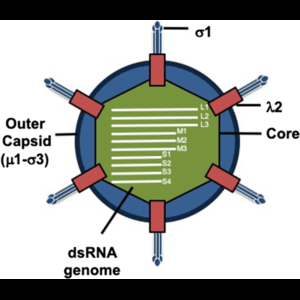 σ1
λ2
Core
Outer
Capsid
(μ1-σ3)
L1
L2
L3
M1
M2
M3
S1
S2
S3
S4
dsRNA
genome